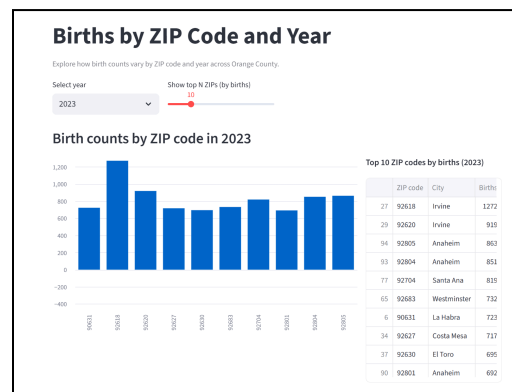 Births by ZIP Code and Year
Explore how birth counts vary by ZIP code and year across Orange County.
Select year
2023
Show top N ZIPs (by births)
10
Birth counts by ZIP code in 2023
1,200
1,000
800
600
400
200
0
−200
−400
90631
92618
92620
92627
92630
92683
92704
92801
92804
92805
Top 10 ZIP codes by births (2023)
ZIP code City Births
27 92618 Irvine 1272
29 92620 Irvine 919
94 92805 Anaheim 863
93 92804 Anaheim 851
77 92704 Santa Ana 819
65 92683 Westminster 732
6 90631 La Habra 723
34 92627 Costa Mesa 717
37 92630 El Toro 695
90 92801 Anaheim 692